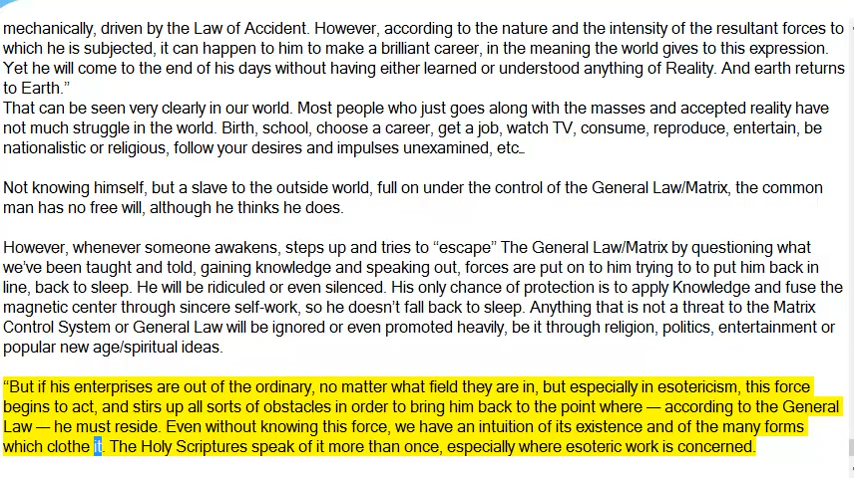 mechanically, driven by the Law of Accident. However, according to the nature and the intensity of the resultant forces to
which he is subjected, it can happen to him to make a brilliant career, in the meaning the world gives to this expression.
Yet he will come to the end of his days without having either learned or understood anything of Reality. And earth returns
to Earth.”
That can be seen very clearly in our world. Most people who just goes along with the masses and accepted reality have
not much struggle in the world. Birth, school, choose a career, get a job, watch TV, consume, reproduce, entertain, be
nationalistic or religious, follow your desires and impulses unexamined, etc..
Not knowing himself, but a slave to the outside world, full on under the control of the General Law/Matrix, the common
man has no free will, although he thinks he does.
However, whenever someone awakens, steps up and tries to “escape” The General Law/Matrix by questioning what
we’ve been taught and told, gaining knowledge and speaking out, forces are put on to him trying to to put him back in
line, back to sleep. He will be ridiculed or even silenced. His only chance of protection is to apply Knowledge and fuse the
magnetic center through sincere self-work, so he doesn’t fall back to sleep. Anything that is not a threat to the Matrix
Control System or General Law will be ignored or even promoted heavily, be it through religion, politics, entertainment or
popular new age/spiritual ideas.
“But if his enterprises are out of the ordinary, no matter what field they are in, but especially in esotericism, this force
begins to act, and stirs up all sorts of obstacles in order to bring him back to the point where — according to the General
Law — he must reside. Even without knowing this force, we have an intuition of its existence and of the many forms
which clothe it. The Holy Scriptures speak of it more than once, especially where esoteric work is concerned.